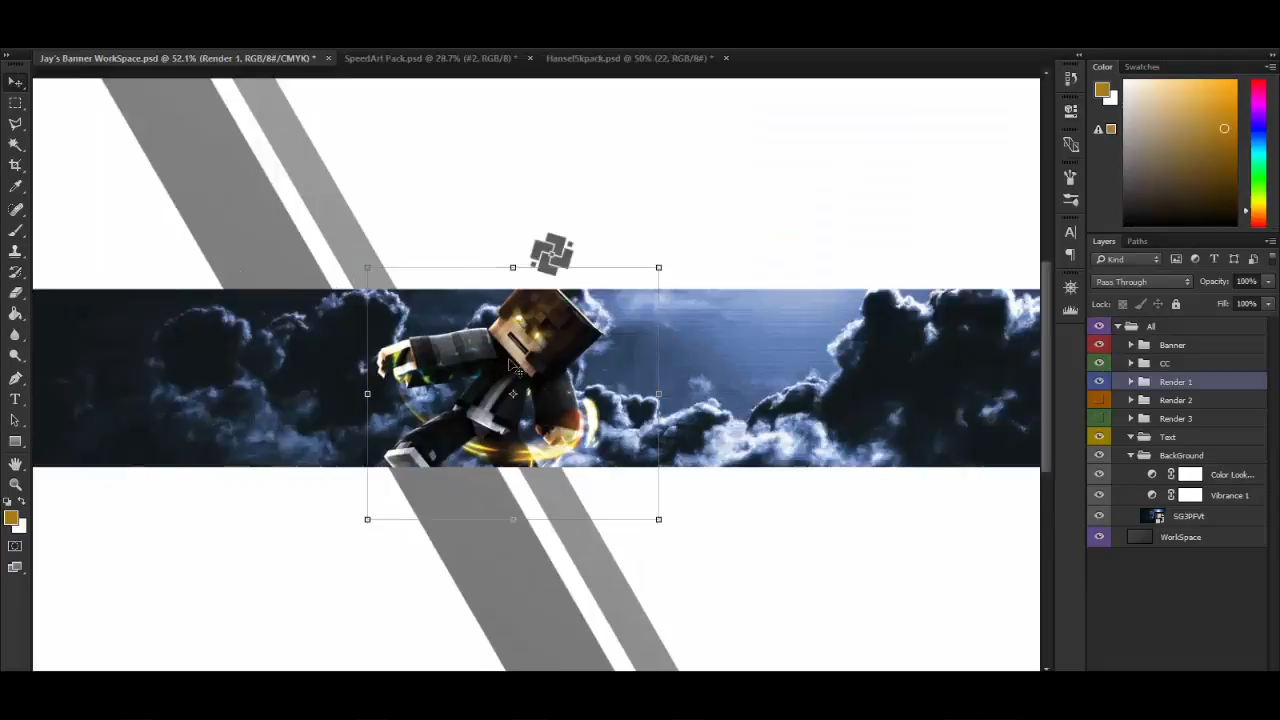 Jay's Banner WorkSpace.psd @ 52.1% (Render 1, RGB/8#/CMYK) *
SpeedArt Pack.psd @ 28.7% (#2, RGB/8) *
Hansel5kpack.psd @ 50% (22, RGB/8#) *
Color
Swatches
Layers
Paths
Kind
Pass Through
Opacity: 100%
Lock:
Fill: 100%
All
Banner
CC
Render 1
Render 2
Render 3
Text
BackGround
Color Look...
Vibrance 1
SG3PFVt
WorkSpace